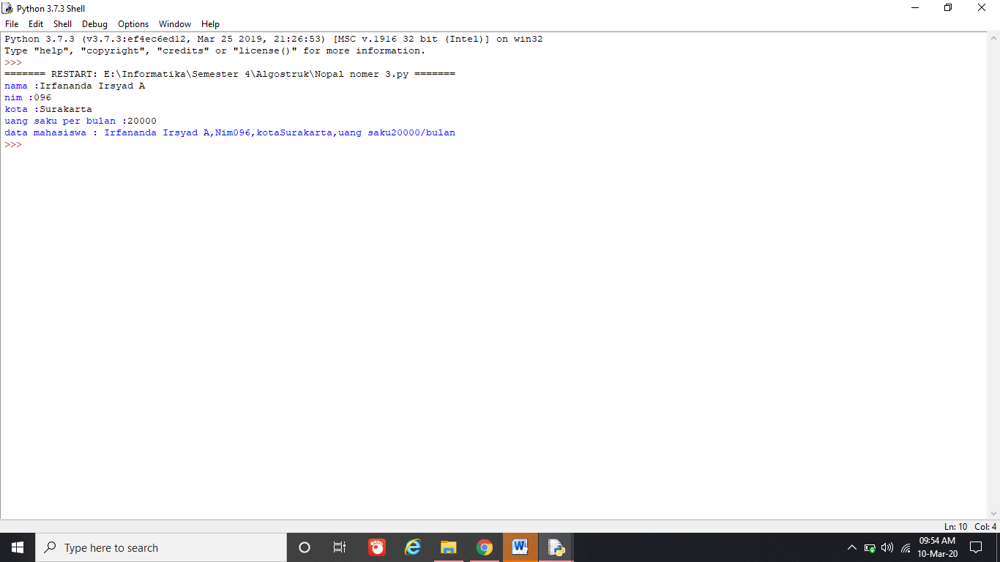 Python 3.7.3 Shell
File Edit Shell Debug Options Window Help
Python 3.7.3 (v3.7.3:ef4ec6ed12, Mar 25 2019, 21:26:53) [MSC v.1916 32 bit (Intel)] on win32
Type "help", "copyright", "credits" or "license()" for more information.
>>>
======= RESTART: E:\Informatika\Semester 4\Algostruk\Nopal nomer 3.py =======
nama :Irfananda Irsyad A
nim :096
kota :Surakarta
uang saku per bulan :20000
data mahasiswa : Irfananda Irsyad A,Nim096,kotaSurakarta,uang saku20000/bulan
>>>
Ln: 10 Col: 4
Type here to search
09:54 AM
10-Mar-20